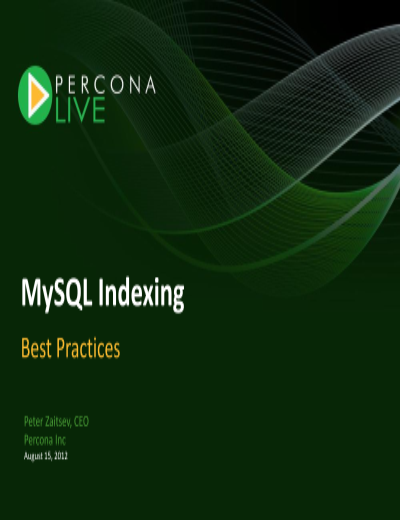 PERCONA
LIVE
MySQL Indexing
Best Practices
Peter Zaitsev, CEO
Percona Inc
August 15, 2012